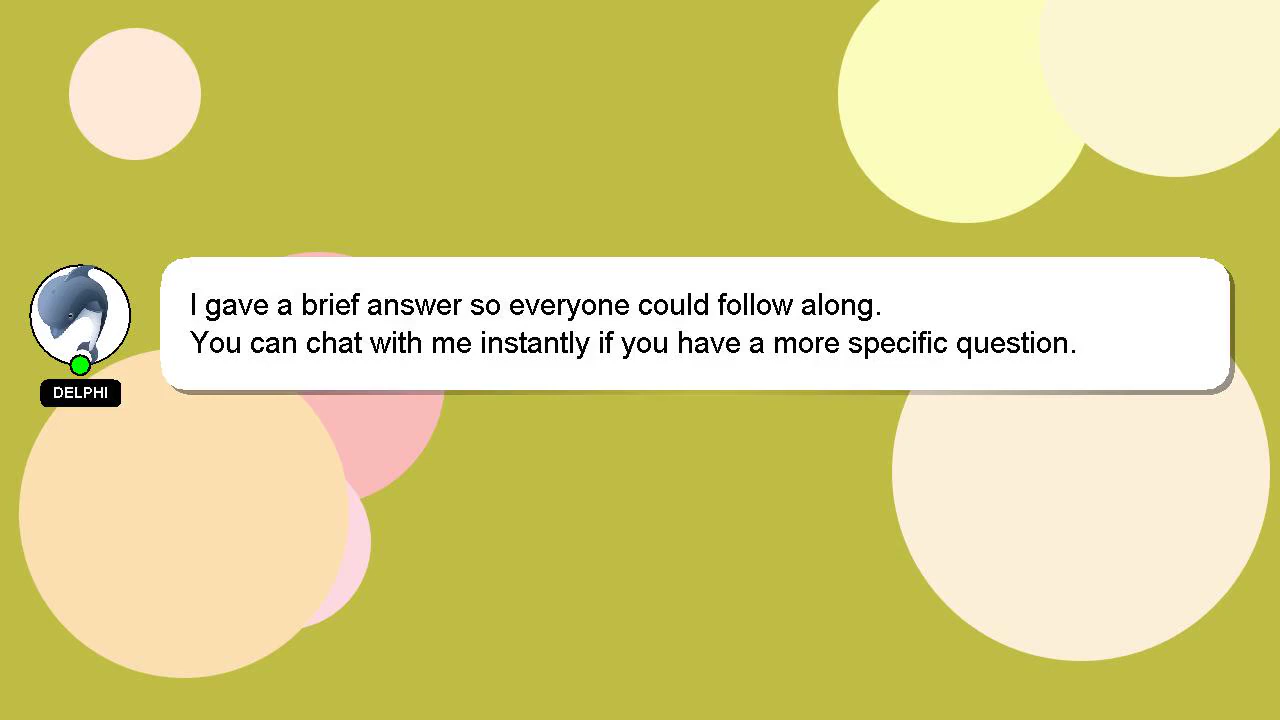 I gave a brief answer so everyone could follow along.
You can chat with me instantly if you have a more specific question.
DELPHI